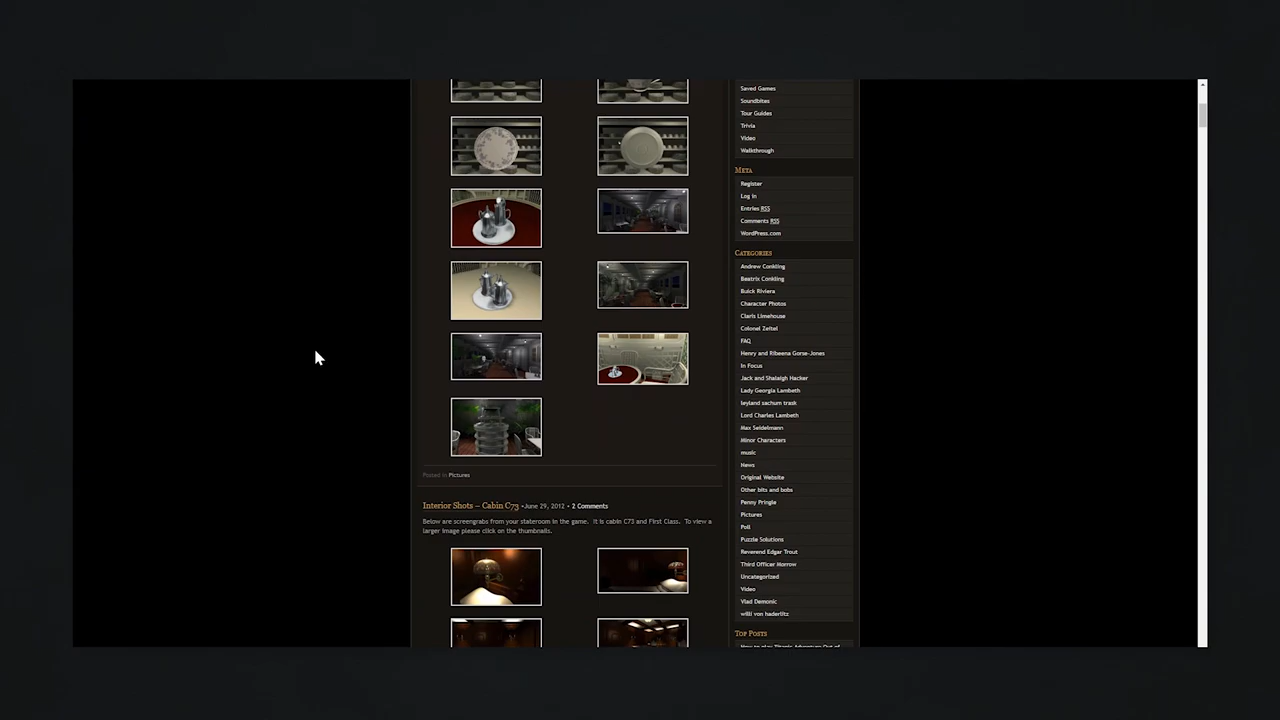 Saved Games
Soundbites
Tour Guides
Trivia
Video
Walkthrough
Meta
Register
Log in
Entries RSS
Comments RSS
WordPress.com
Categories
Andrew Conkling
Beatrix Conkling
Buick Riviera
Character Photos
Claris Limehouse
Colonel Zeitel
FAQ
Henry and Ribeena Gorse-Jones
In Focus
Jack and Shalaigh Hacker
Lady Georgia Lambeth
leyland sachum trask
Lord Charles Lambeth
Max Seidelmann
Minor Characters
music
News
Original Website
Other bits and bobs
Penny Pringle
Pictures
Poll
Puzzle Solutions
Reverend Edgar Trout
Third Officer Morrow
Uncategorized
Video
Vlad Demonic
willi von haderlitz
Top Posts
Posted in Pictures
Interior Shots – Cabin C73 • June 29, 2012 • 2 Comments
Below are screengrabs from your stateroom in the game. It is cabin C73 and First Class. To view a
larger image please click on the thumbnails.